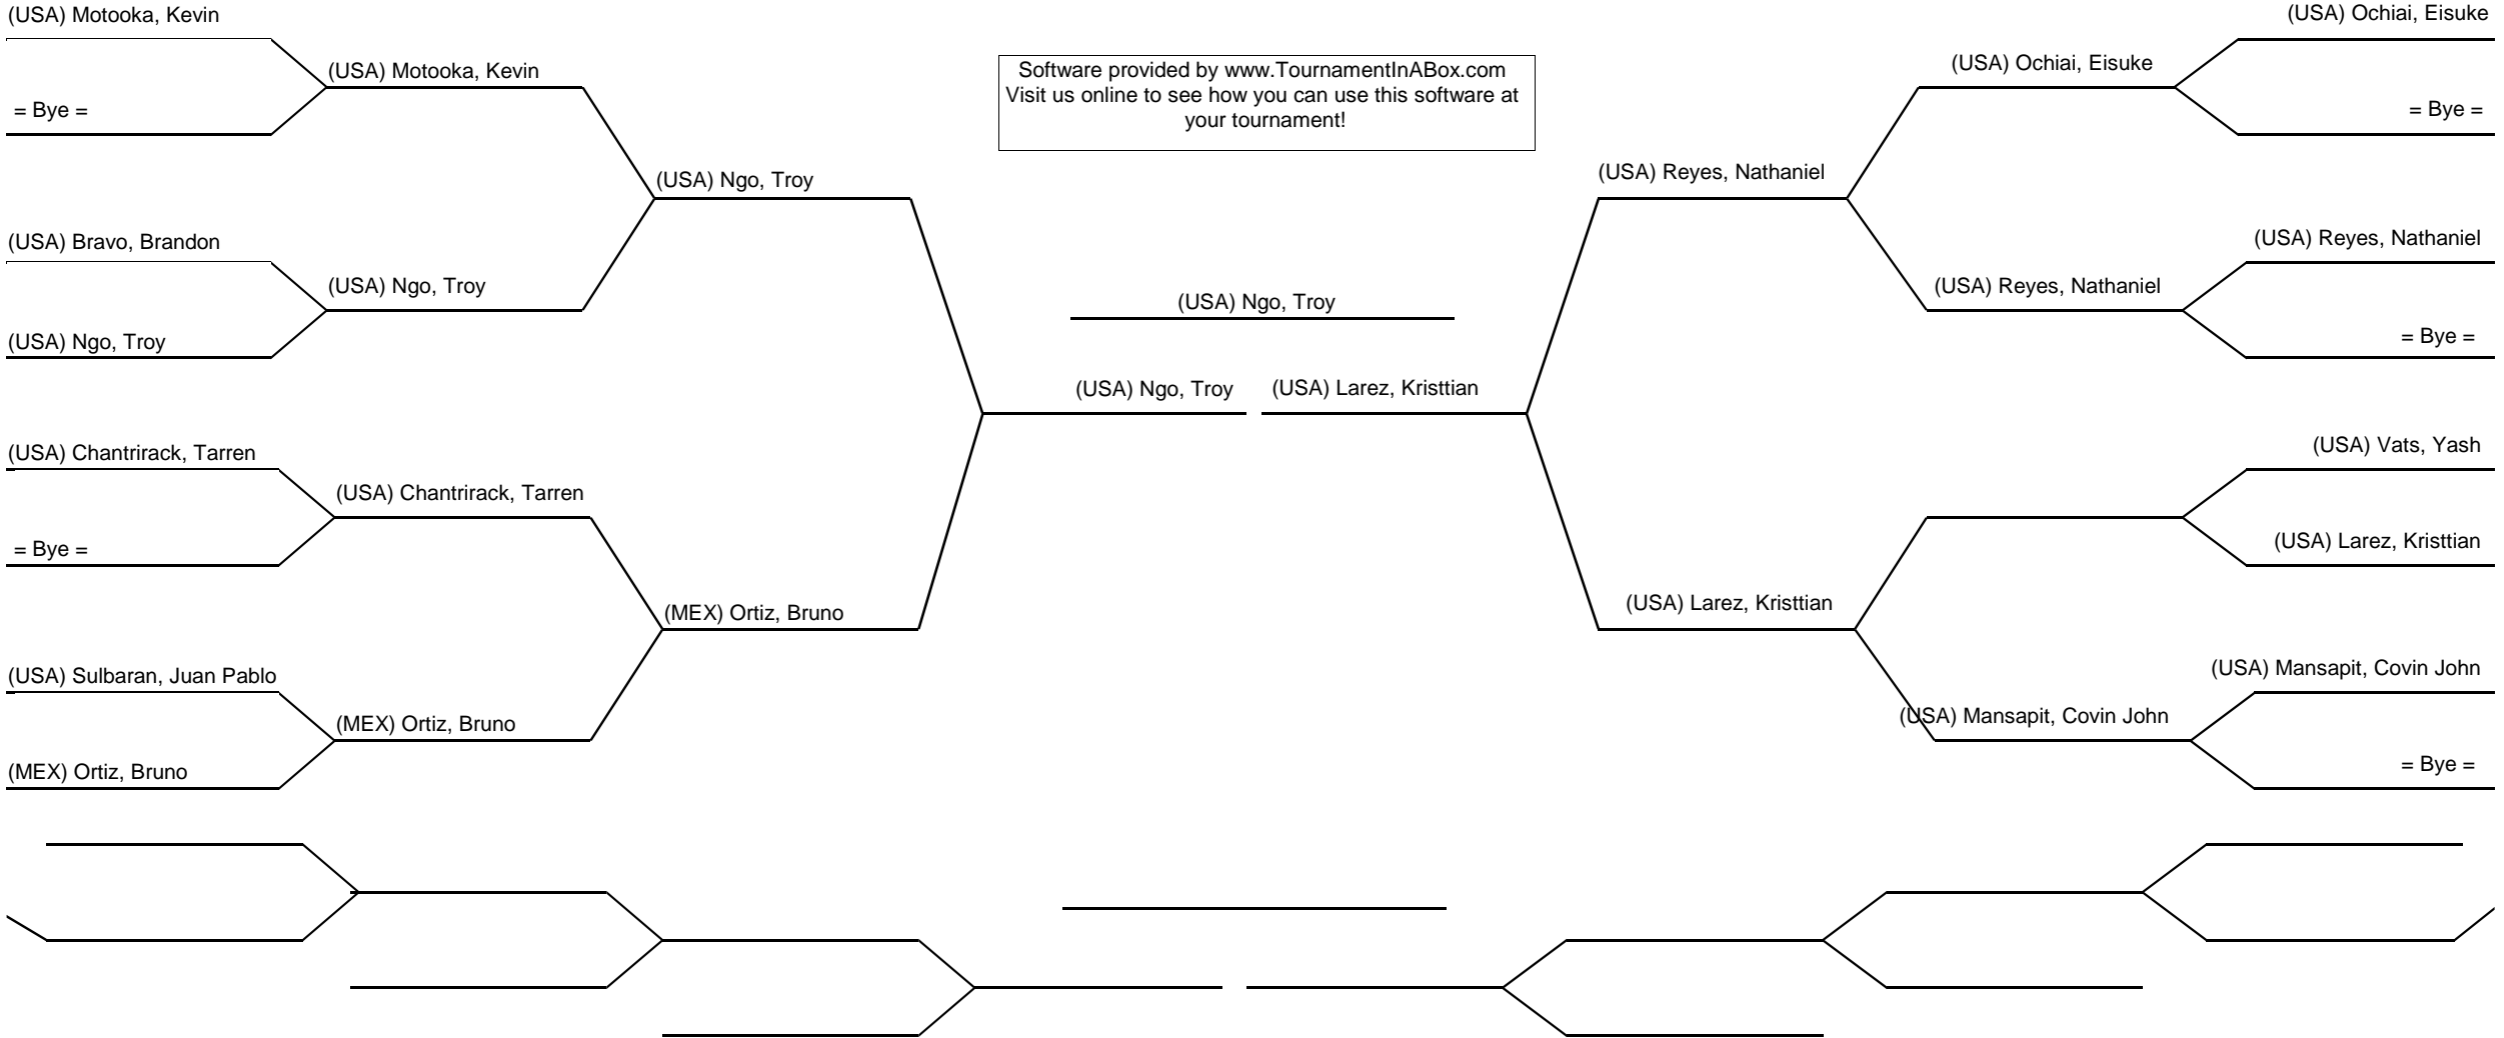 (USA) Motooka, Kevin
(USA) Ochiai, Eisuke
(USA) Motooka, Kevin
Software provided by www.TournamentInABox.com
Visit us online to see how you can use this software at
your tournament!
(USA) Ochiai, Eisuke
= Bye =
= Bye =
(USA) Ngo, Troy
(USA) Reyes, Nathaniel
(USA) Bravo, Brandon
(USA) Reyes, Nathaniel
(USA) Ngo, Troy
(USA) Ngo, Troy
(USA) Reyes, Nathaniel
(USA) Ngo, Troy
= Bye =
(USA) Ngo, Troy
(USA) Larez, Kristtian
(USA) Chantrirack, Tarren
(USA) Vats, Yash
(USA) Chantrirack, Tarren
= Bye =
(USA) Larez, Kristtian
(MEX) Ortiz, Bruno
(USA) Larez, Kristtian
(USA) Sulbaran, Juan Pablo
(USA) Mansapit, Covin John
(MEX) Ortiz, Bruno
(USA) Mansapit, Covin John
(MEX) Ortiz, Bruno
= Bye =